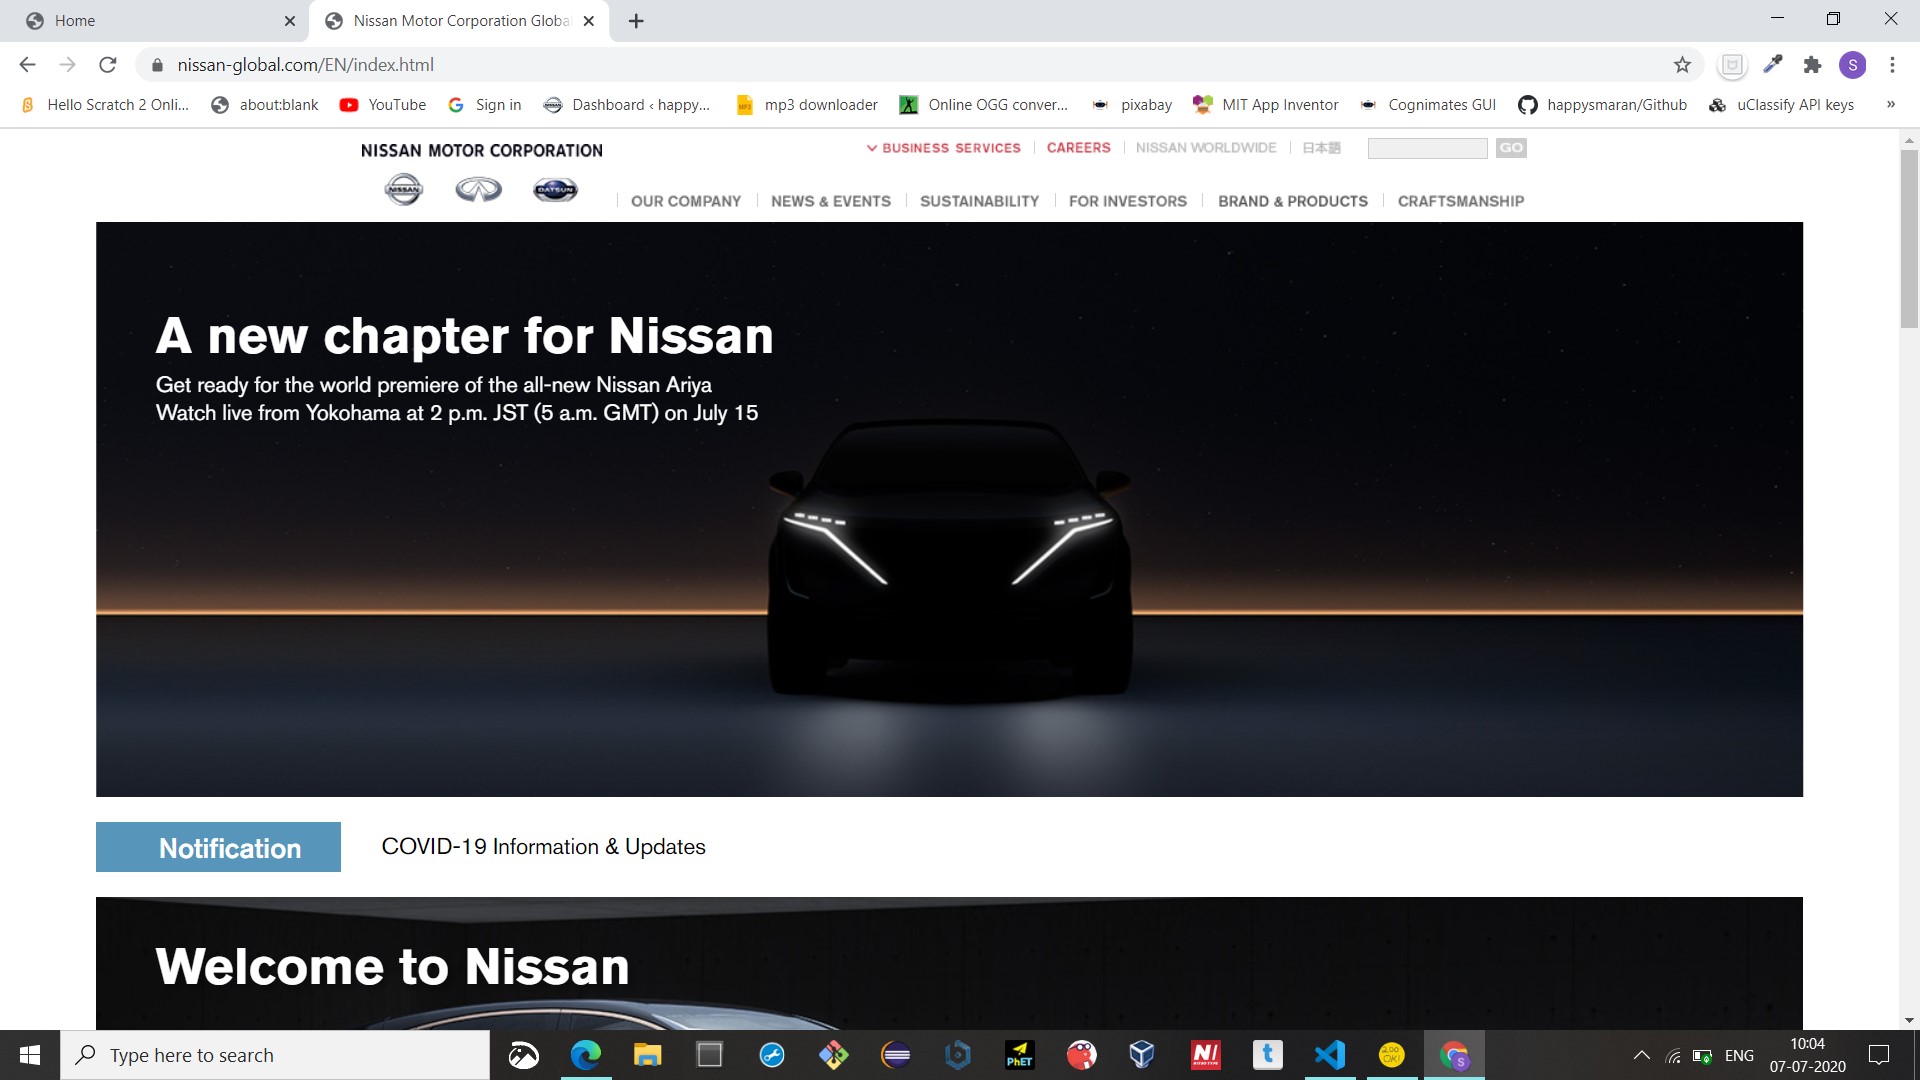 Home
Nissan Motor Corporation Globa
nissan-global.com/EN/index.html
S
Hello Scratch 2 Onli...
about:blank
YouTube
Sign in
Dashboard ‹ happy...
mp3 downloader
Online OGG conver...
pixabay
MIT App Inventor
Cognimates GUI
happysmaran/Github
uClassify API keys
»
NISSAN MOTOR CORPORATION
BUSINESS SERVICES
CAREERS
NISSAN WORLDWIDE
日本語
GO
NISSAN
DATSUN
OUR COMPANY
NEWS & EVENTS
SUSTAINABILITY
FOR INVESTORS
BRAND & PRODUCTS
CRAFTSMANSHIP
A new chapter for Nissan
Get ready for the world premiere of the all-new Nissan Ariya
Watch live from Yokohama at 2 p.m. JST (5 a.m. GMT) on July 15
Notification
COVID-19 Information & Updates
Welcome to Nissan
Type here to search
PhET
N!
t
S
ENG
10:04
07-07-2020